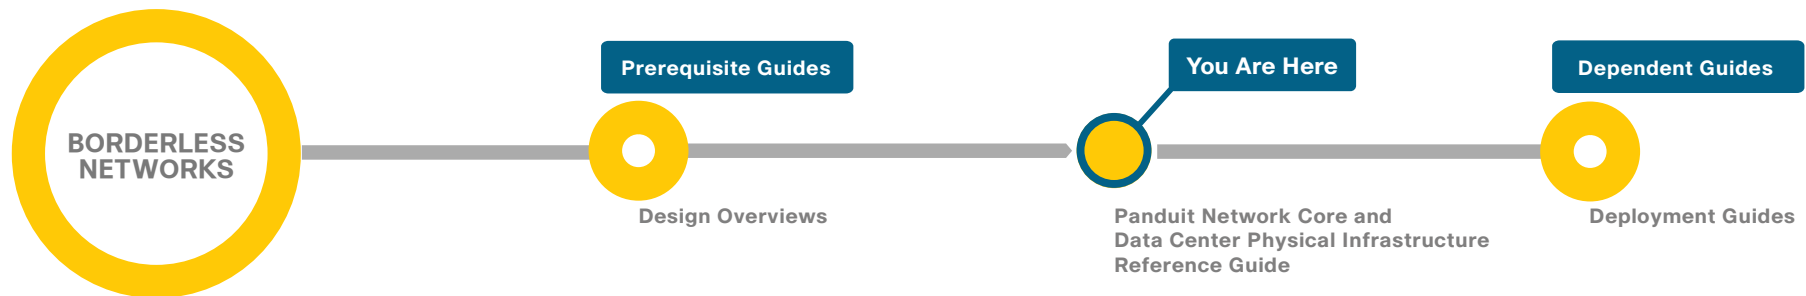 BORDERLESS
NETWORKS
Prerequisite Guides
Design Overviews
You Are Here
Panduit Network Core and
Data Center Physical Infrastructure
Reference Guide
Dependent Guides
Deployment Guides